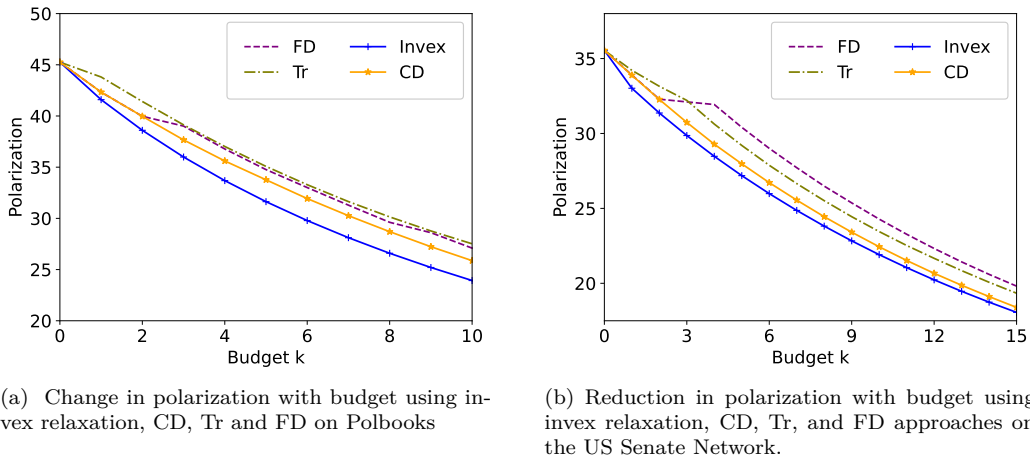 50
45
40
35
30
25
20
Polarization
FD
Tr
Invex
CD
0 2 4 6 8 10
Budget k
(a) Change in polarization with budget using in-
vex relaxation, CD, Tr and FD on Polbooks
35
30
25
20
Polarization
FD
Tr
Invex
CD
0 3 6 9 12 15
Budget k
(b) Reduction in polarization with budget using
invex relaxation, CD, Tr, and FD approaches on
the US Senate Network.